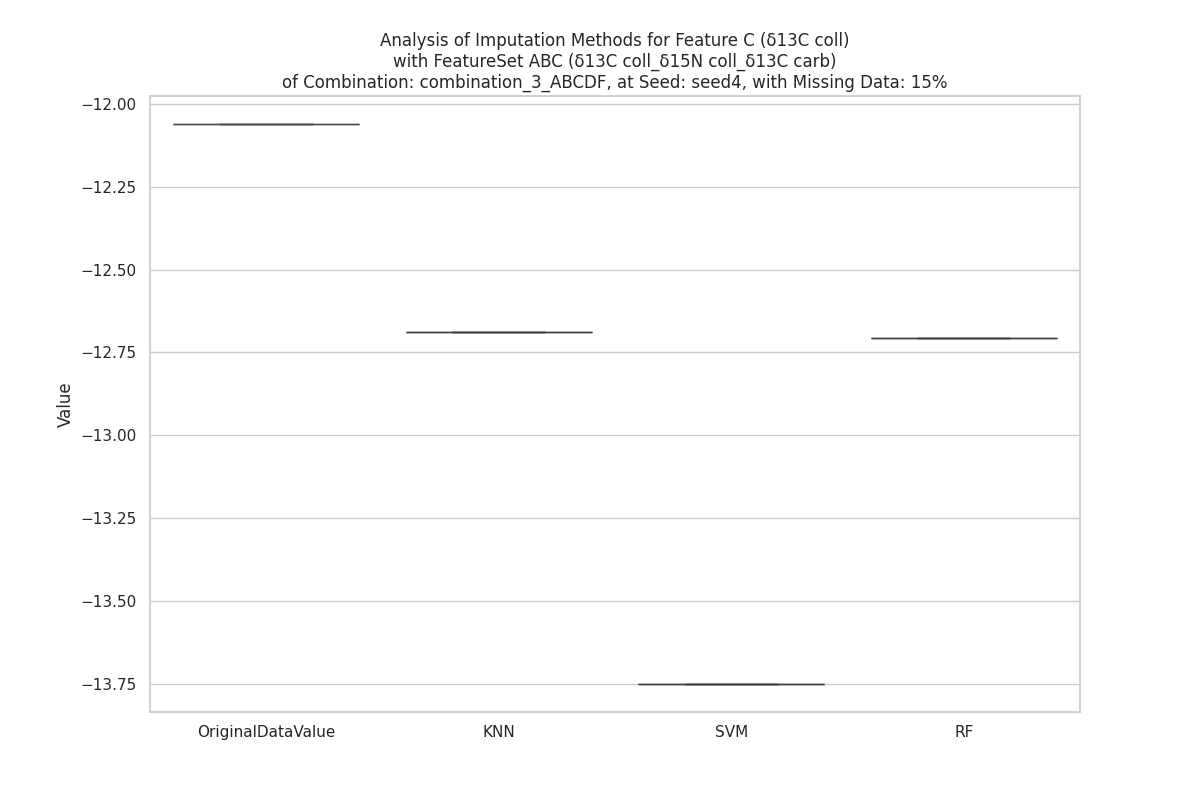 Analysis of Imputation Methods for Feature C (δ13C coll)
with FeatureSet ABC (δ13C coll_δ15N coll_δ13C carb)
of Combination: combination_3_ABCDF, at Seed: seed4, with Missing Data: 15%
−12.00
−12.25
−12.50
−12.75
−13.00
−13.25
−13.50
−13.75
Value
OriginalDataValue KNN SVM RF